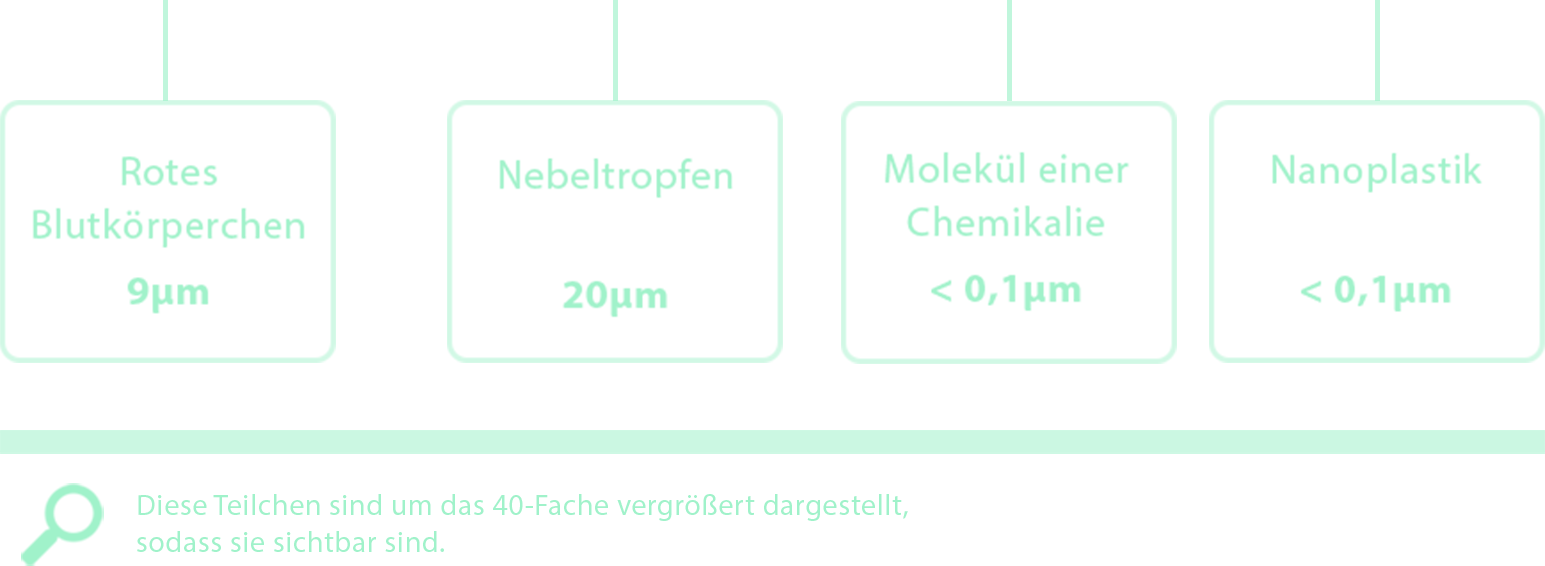 Rotes
Blutkörperchen
9µm
Nebeltropfen
20µm
Molekül einer
Chemikalie
< 0,1µm
Nanoplastik
< 0,1µm
Diese Teilchen sind um das 40-Fache vergrößert dargestellt,
sodass sie sichtbar sind.